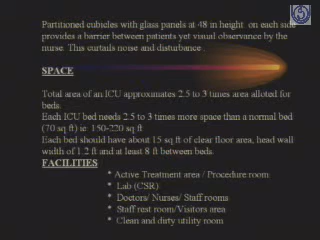 Partitioned cubicles with glass panels at 48 in height on each side
provides a barrier between patients yet visual observance by the
nurse. This curtails noise and disturbance
SPACE
Total area of an ICU approximates 2.5 to 3 times area alloted for
beds.
Each ICU bed needs 2.5 to 3 times more space than a normal bed
(70 sq ft) ie: 150-220 sq ft
Each bed should have about 15 sq ft of clear floor area, head wall
width of 1.2 ft and at least 8 ft between beds.
FACILITIES
* Active Treatment area / Procedure room
* Lab (CSR)
* Doctors/ Nurses/ Staff rooms
* Staff rest room/Visitors area
* Clean and dirty utility room